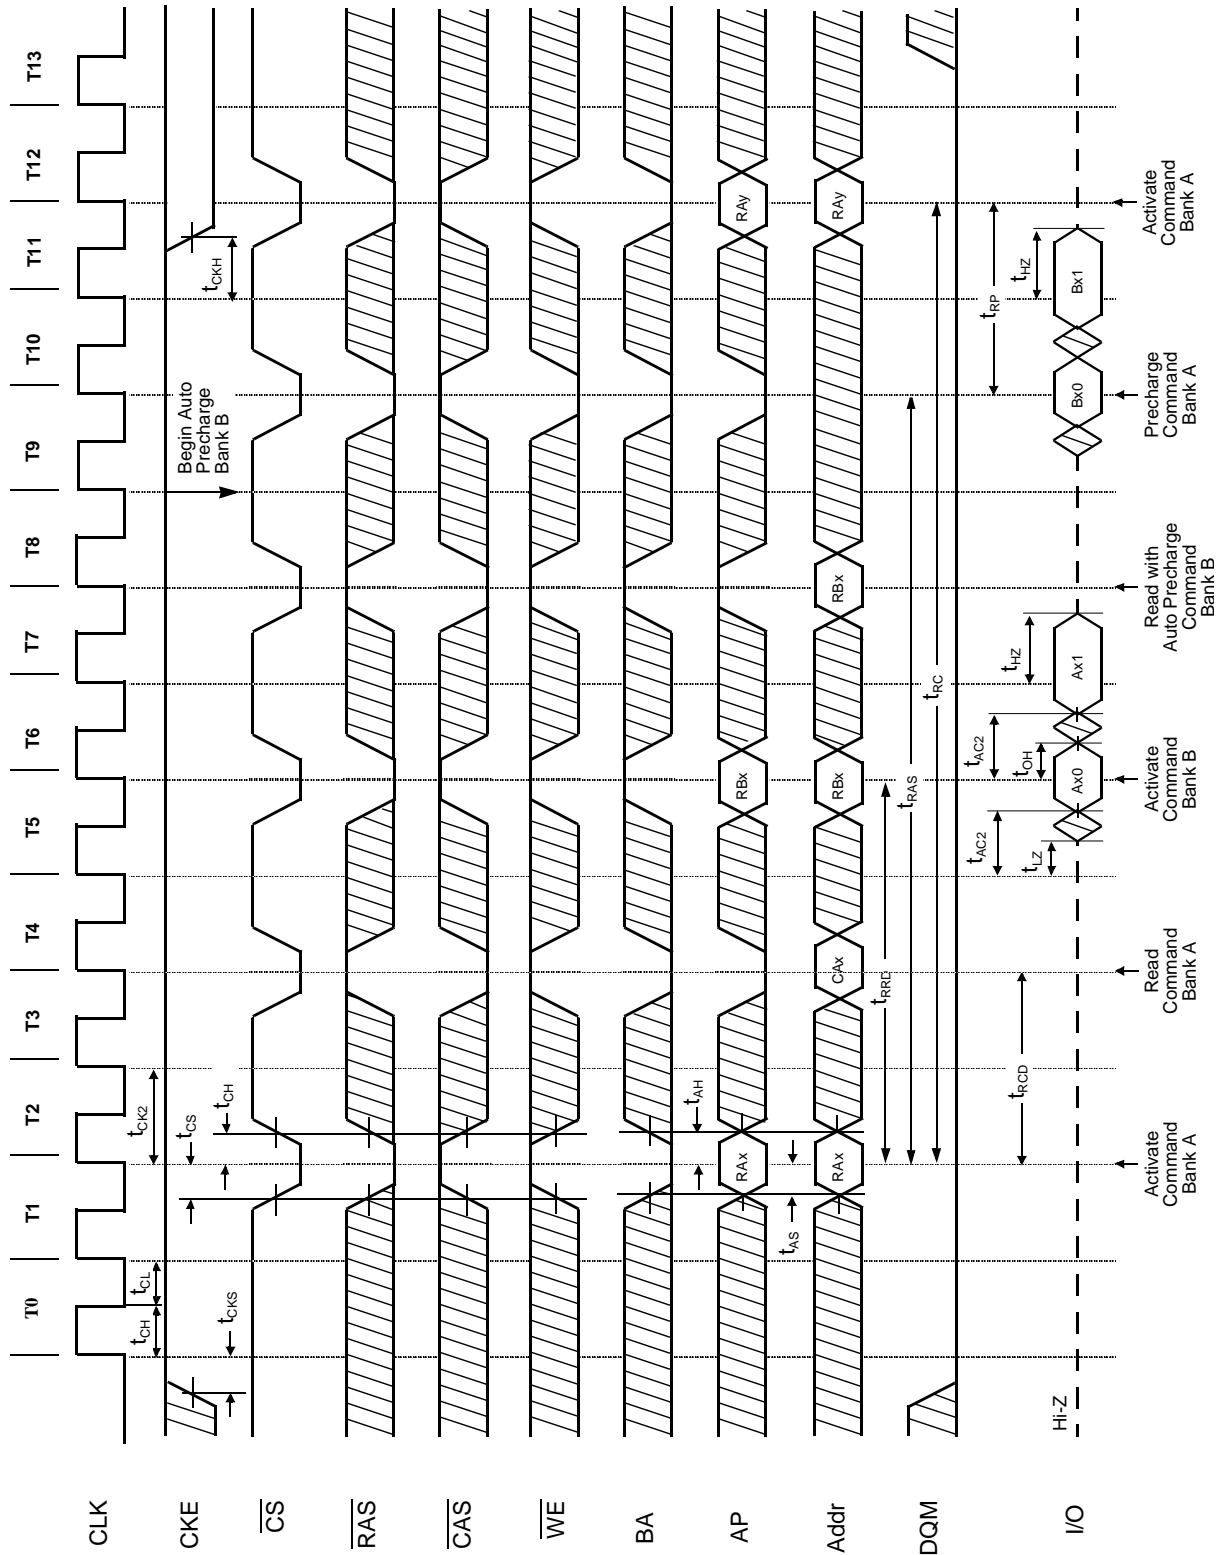 T0 T1 T2 T3 T4 T5 T6 T7 T8 T9 T10 T11 T12 T13
CLK
tCH
tCL
tCK2
CKE
tCKS
tCS
tCH
Begin Auto
Precharge
Bank B
tCKH
CS
RAS
CAS
WE
BA
tAH
AP
RAx RBx RAy
tAS
Addr
RAx CAx RBx RBx RAy
tRRD
tRAS
tRC
DQM
tRCD
tAC2
tLZ
tAC2
tOH
tHZ
tRP
tHZ
I/O
Hi-Z
Ax0 Ax1 Bx0 Bx1
Activate
Command
Bank A
Read
Command
Bank A
Activate
Command
Bank B
Read with
Auto Precharge
Command
Bank B
Precharge
Command
Bank A
Activate
Command
Bank A